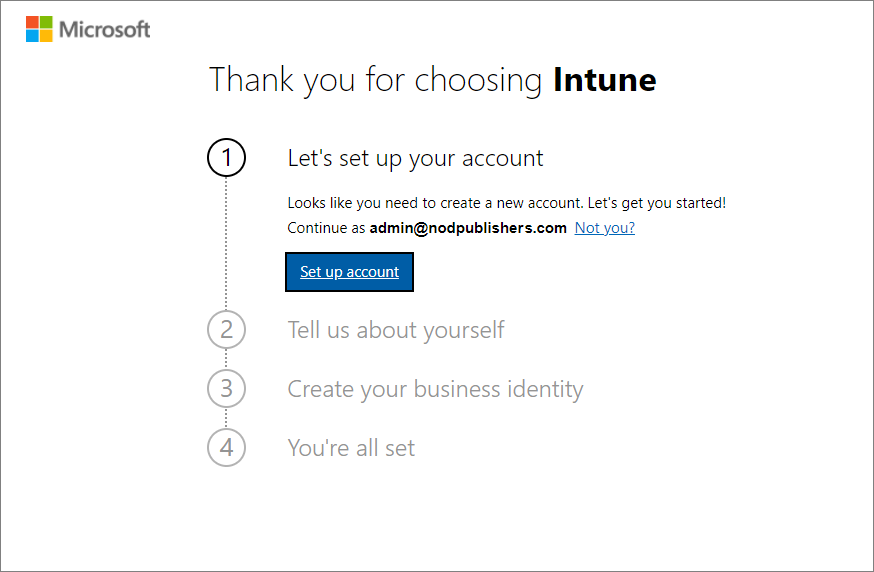 Microsoft
Thank you for choosing Intune
1 Let's set up your account
Looks like you need to create a new account. Let's get you started!
Continue as admin@nodpublishers.com Not you?
Set up account
2 Tell us about yourself
3 Create your business identity
4 You're all set